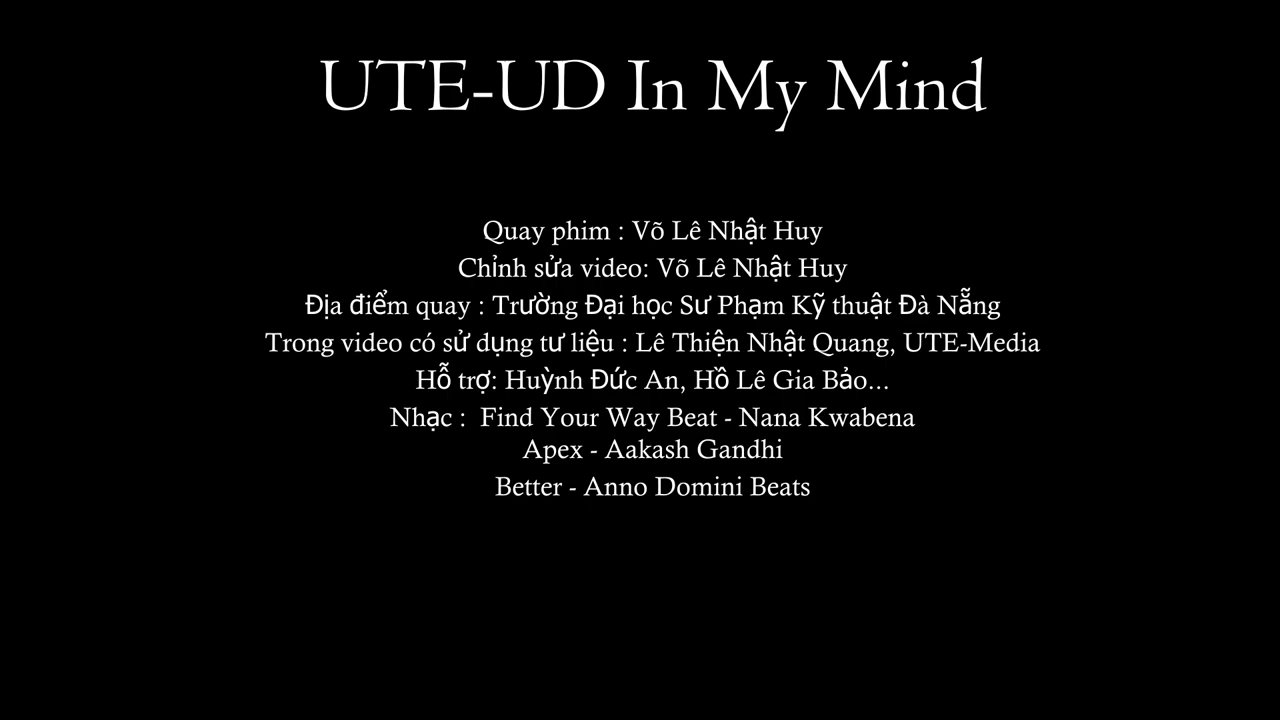 UTE-UD In My Mind
Quay phim : Võ Lê Nhật Huy
Chỉnh sửa video: Võ Lê Nhật Huy
Địa điểm quay : Trường Đại học Sư Phạm Kỹ thuật Đà Nẵng
Trong video có sử dụng tư liệu : Lê Thiện Nhật Quang, UTE-Media
Hỗ trợ: Huỳnh Đức An, Hồ Lê Gia Bảo...
Nhạc :  Find Your Way Beat - Nana Kwabena
Apex - Aakash Gandhi
Better - Anno Domini Beats